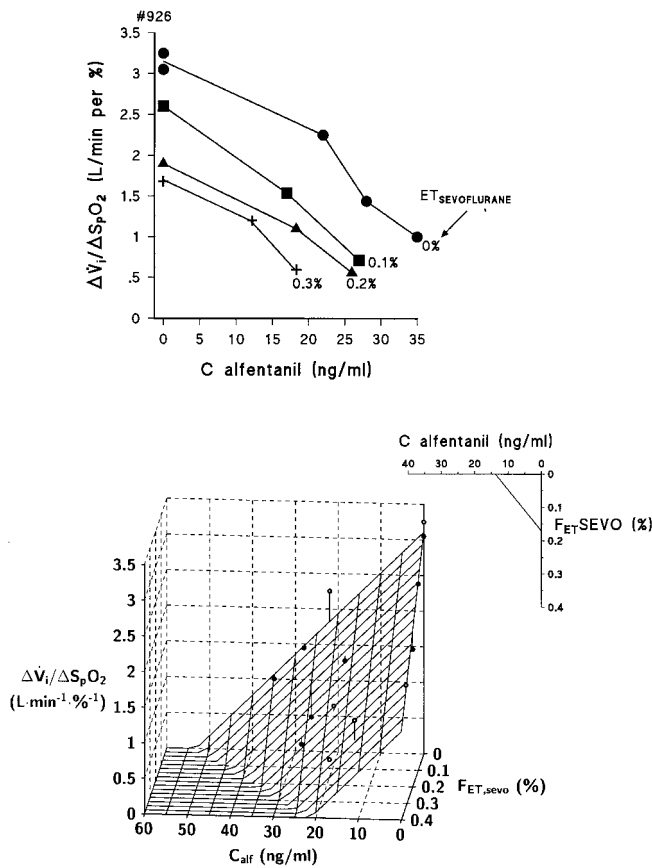 #926
3.5
3
2.5
2
1.5
1
.5
0
ΔV̇i/ΔSpO2 (L/min per %)
ETSEVOFLURANE
0%
0.1%
0.2%
0.3%
0 5 10 15 20 25 30 35
C alfentanil (ng/ml)
C alfentanil (ng/ml)
40 30 20 10 0
0
0.1
0.2
0.3
0.4
FETSEVO (%)
3.5
3
2.5
2
1.5
1
0.5
0
ΔV̇i/ΔSpO2
(L·min-1·%-1)
0
0.1
0.2
0.3
0.4
FET,sevo (%)
60 50 40 30 20 10 0
Calf (ng/ml)